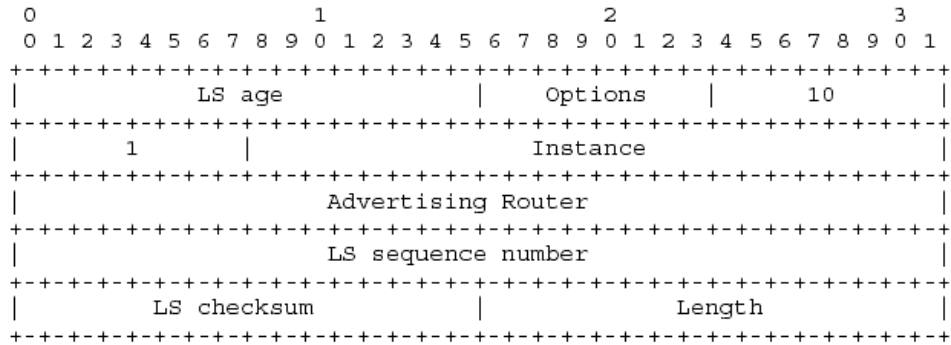 0                   1                   2                   3
0 1 2 3 4 5 6 7 8 9 0 1 2 3 4 5 6 7 8 9 0 1 2 3 4 5 6 7 8 9 0 1
+-+-+-+-+-+-+-+-+-+-+-+-+-+-+-+-+-+-+-+-+-+-+-+-+-+-+-+-+-+-+-+-+
|            LS age             |    Options    |      10       |
+-+-+-+-+-+-+-+-+-+-+-+-+-+-+-+-+-+-+-+-+-+-+-+-+-+-+-+-+-+-+-+-+
|       1       |                   Instance                    |
+-+-+-+-+-+-+-+-+-+-+-+-+-+-+-+-+-+-+-+-+-+-+-+-+-+-+-+-+-+-+-+-+
|                     Advertising Router                        |
+-+-+-+-+-+-+-+-+-+-+-+-+-+-+-+-+-+-+-+-+-+-+-+-+-+-+-+-+-+-+-+-+
|                     LS sequence number                        |
+-+-+-+-+-+-+-+-+-+-+-+-+-+-+-+-+-+-+-+-+-+-+-+-+-+-+-+-+-+-+-+-+
|         LS checksum           |             Length            |
+-+-+-+-+-+-+-+-+-+-+-+-+-+-+-+-+-+-+-+-+-+-+-+-+-+-+-+-+-+-+-+-+